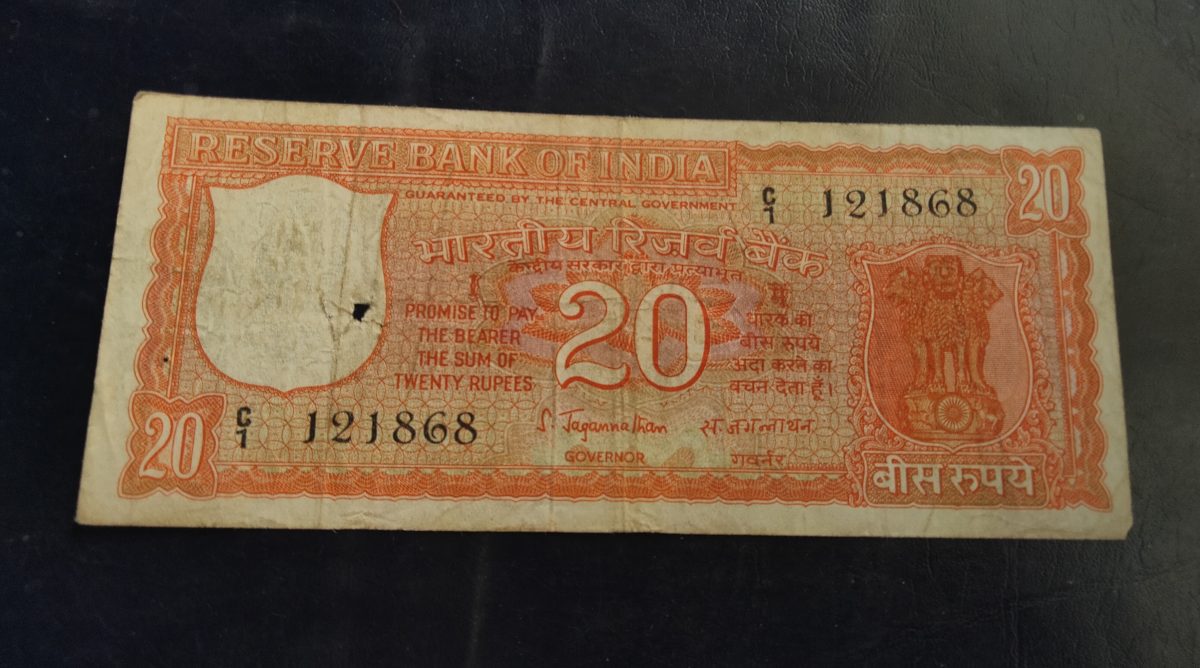 RESERVE BANK OF INDIA
GUARANTEED BY THE CENTRAL GOVERNMENT
C/1 121868
20
भारतीय रिज़र्व बैंक
केन्द्रीय सरकार द्वारा प्रत्याभूत
I
PROMISE TO PAY
THE BEARER
THE SUM OF
TWENTY RUPEES
20
मैं
धारक को
बीस रुपये
अदा करने का
वचन देता हूँ।
20
C/1 121868
S. Jagannathan
स. जगन्नाथन
GOVERNOR
गवर्नर
बीस रुपये